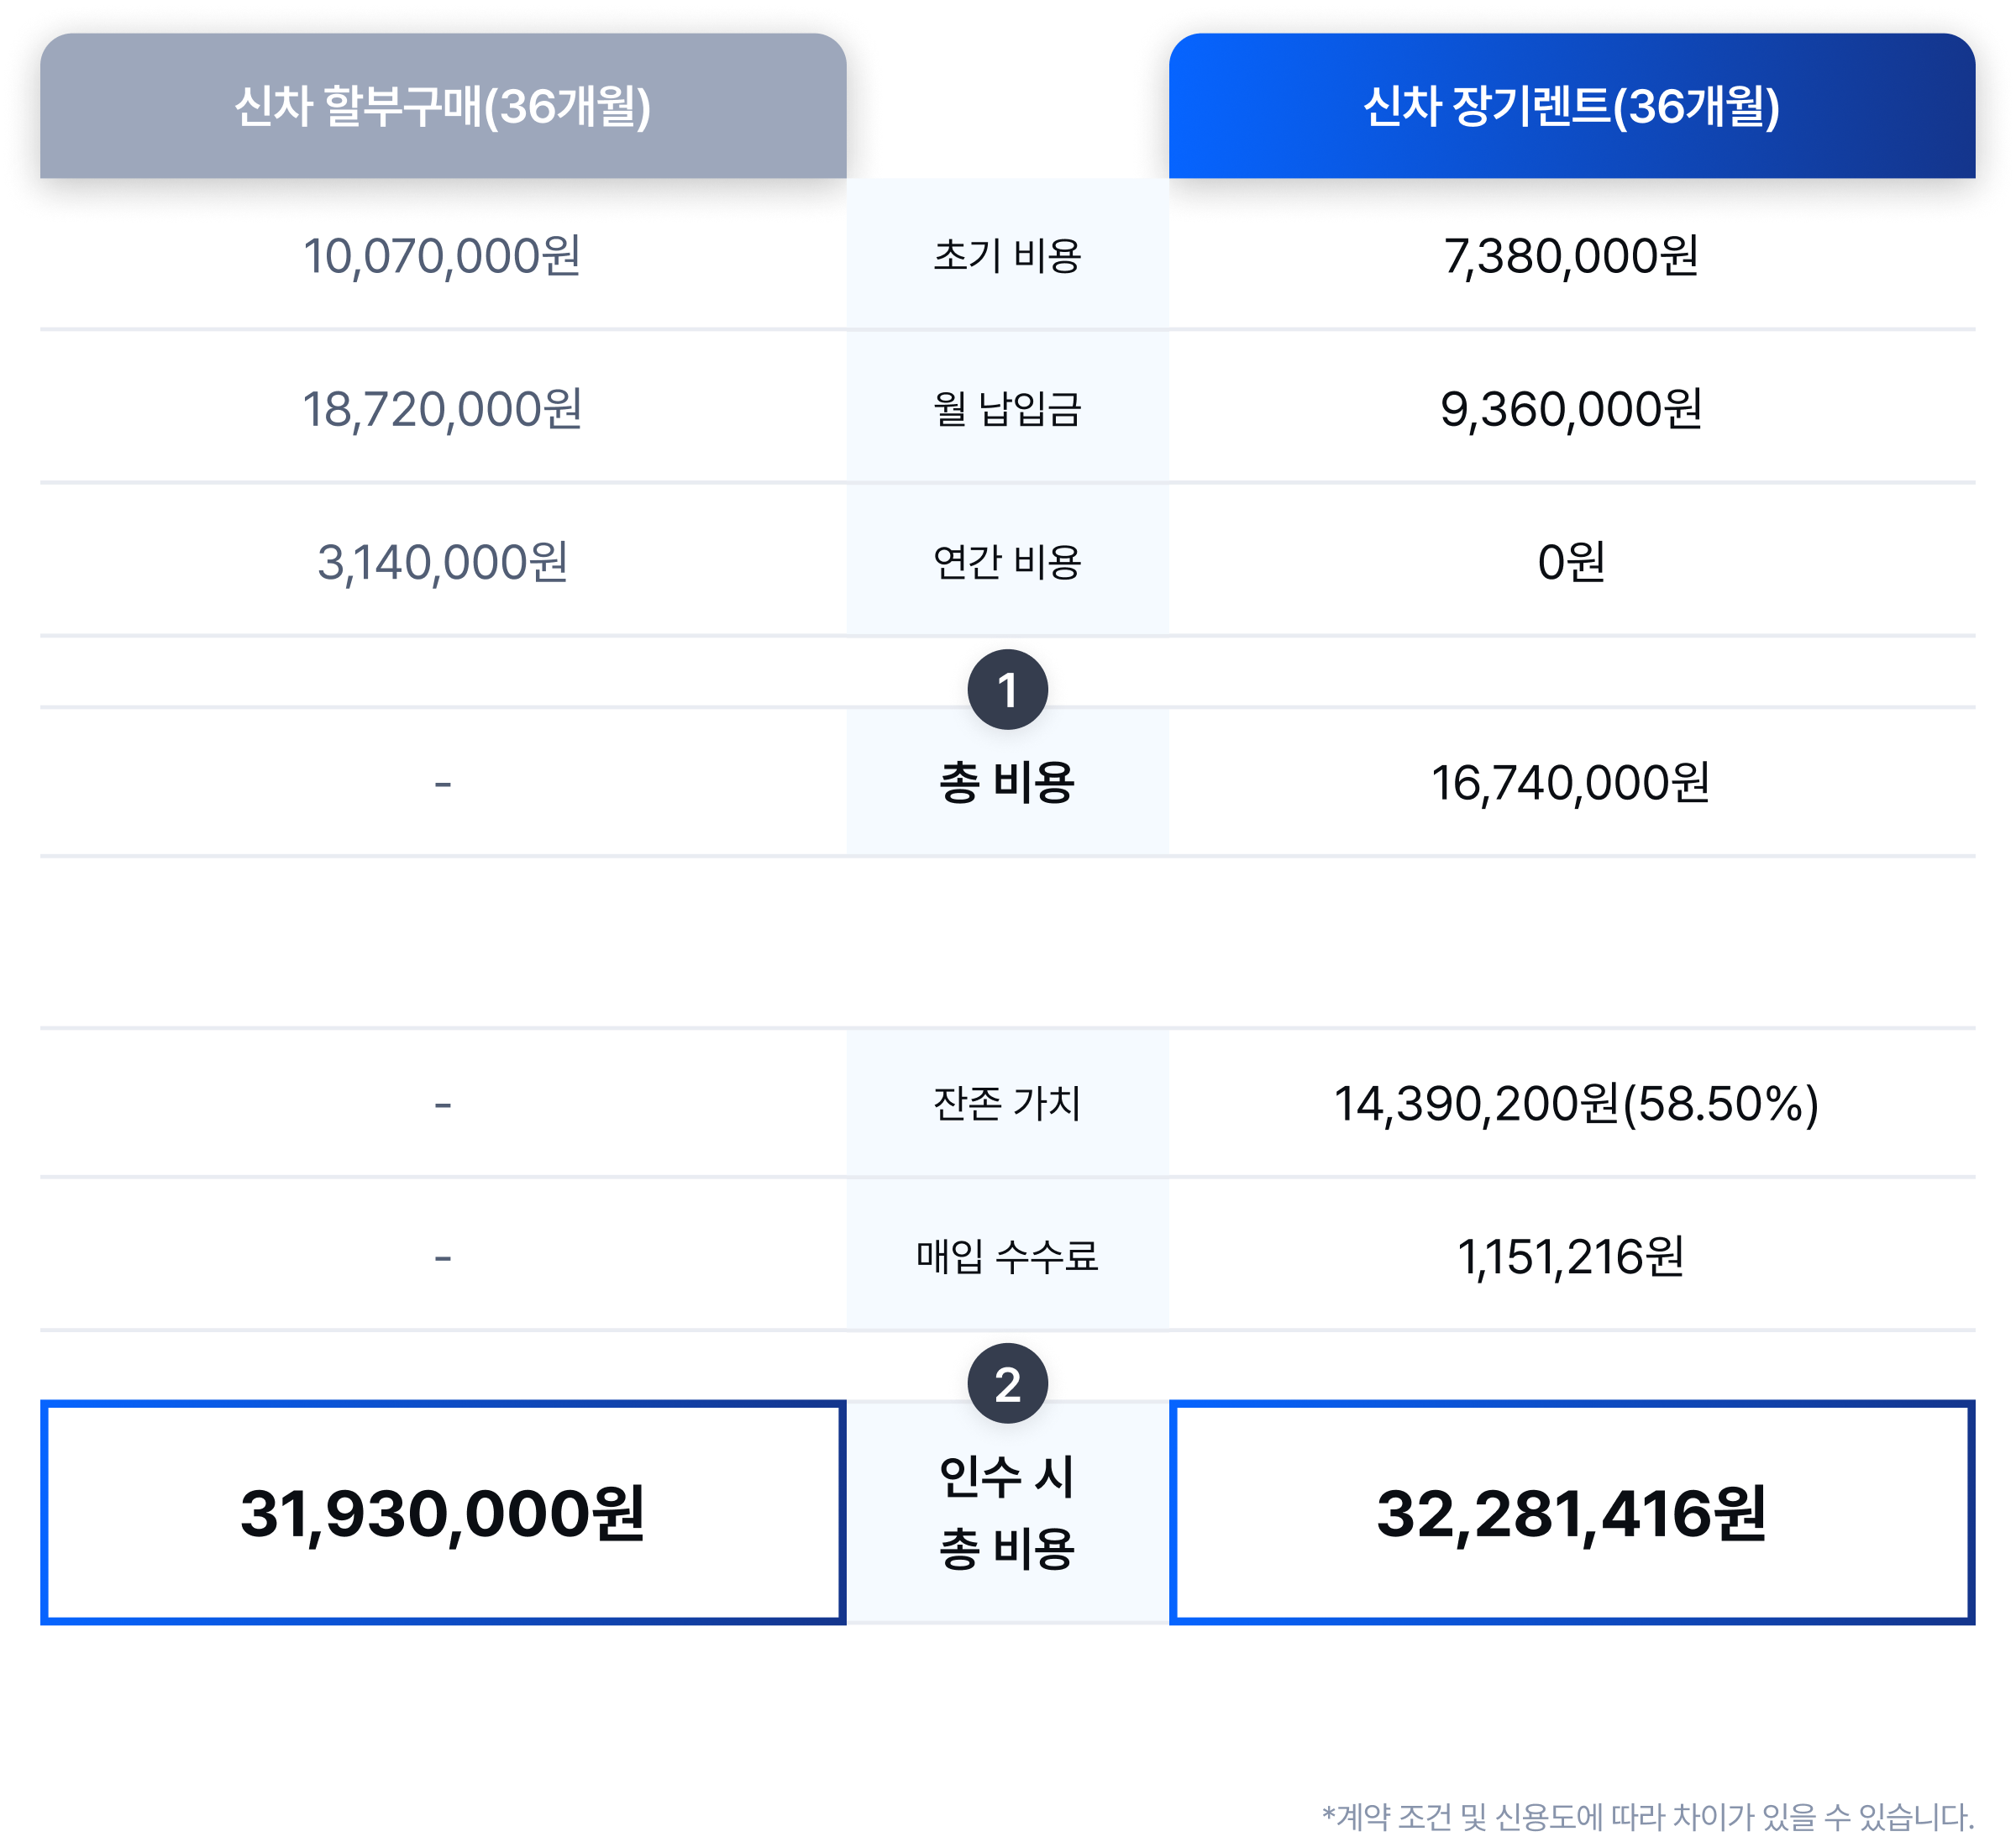 신차 할부구매(36개월)
신차 장기렌트(36개월)
10,070,000원
초기 비용
7,380,000원
18,720,000원
월 납입금
9,360,000원
3,140,000원
연간 비용
0원
1
-
총 비용
16,740,000원
-
잔존 가치
14,390,200원(58.50%)
-
매입 수수료
1,151,216원
2
31,930,000원
인수 시
총 비용
32,281,416원
*계약 조건 및 신용에 따라 차이가 있을 수 있습니다.